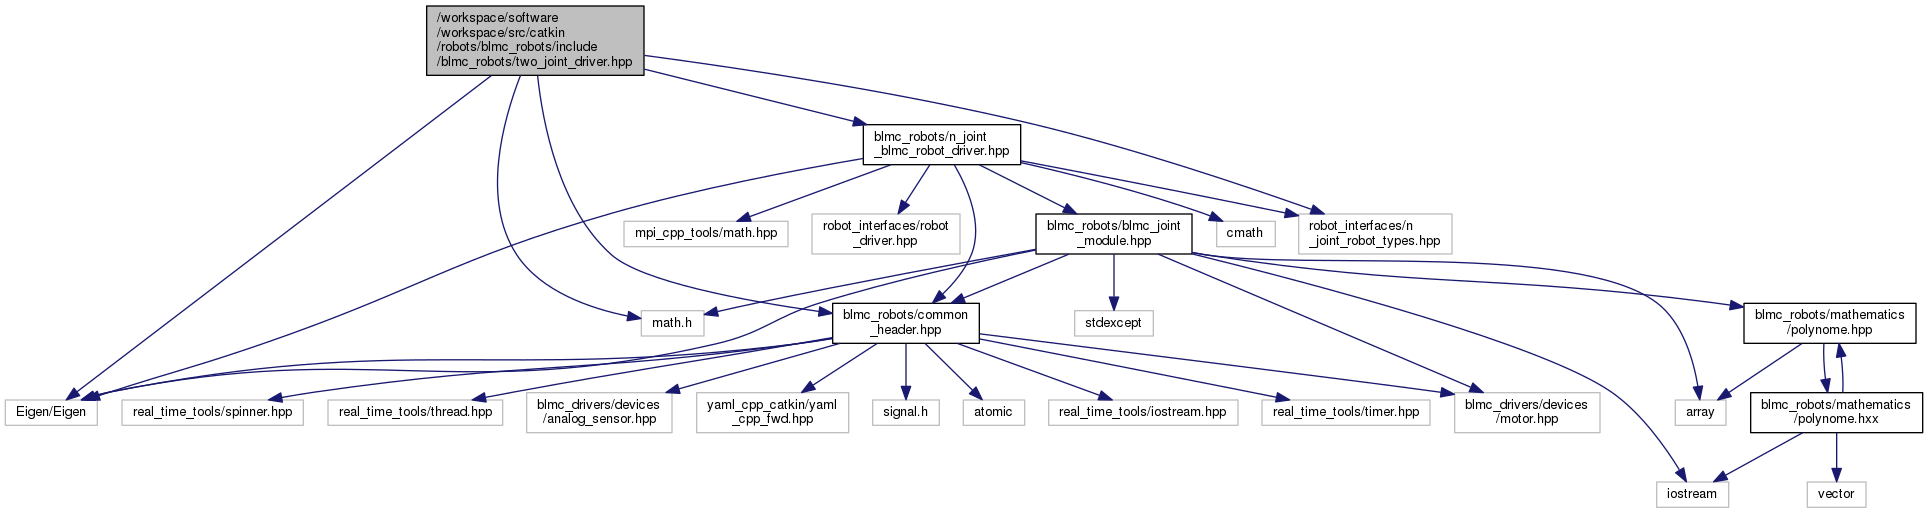 /workspace/software
/workspace/src/catkin
/robots/blmc_robots/include
/blmc_robots/two_joint_driver.hpp
blmc_robots/n_joint
_blmc_robot_driver.hpp
mpi_cpp_tools/math.hpp
robot_interfaces/robot
_driver.hpp
blmc_robots/blmc_joint
_module.hpp
cmath
robot_interfaces/n
_joint_robot_types.hpp
math.h
blmc_robots/common
_header.hpp
stdexcept
blmc_robots/mathematics
/polynome.hpp
Eigen/Eigen
real_time_tools/spinner.hpp
real_time_tools/thread.hpp
blmc_drivers/devices
/analog_sensor.hpp
yaml_cpp_catkin/yaml
_cpp_fwd.hpp
signal.h
atomic
real_time_tools/iostream.hpp
real_time_tools/timer.hpp
blmc_drivers/devices
/motor.hpp
array
blmc_robots/mathematics
/polynome.hxx
iostream
vector